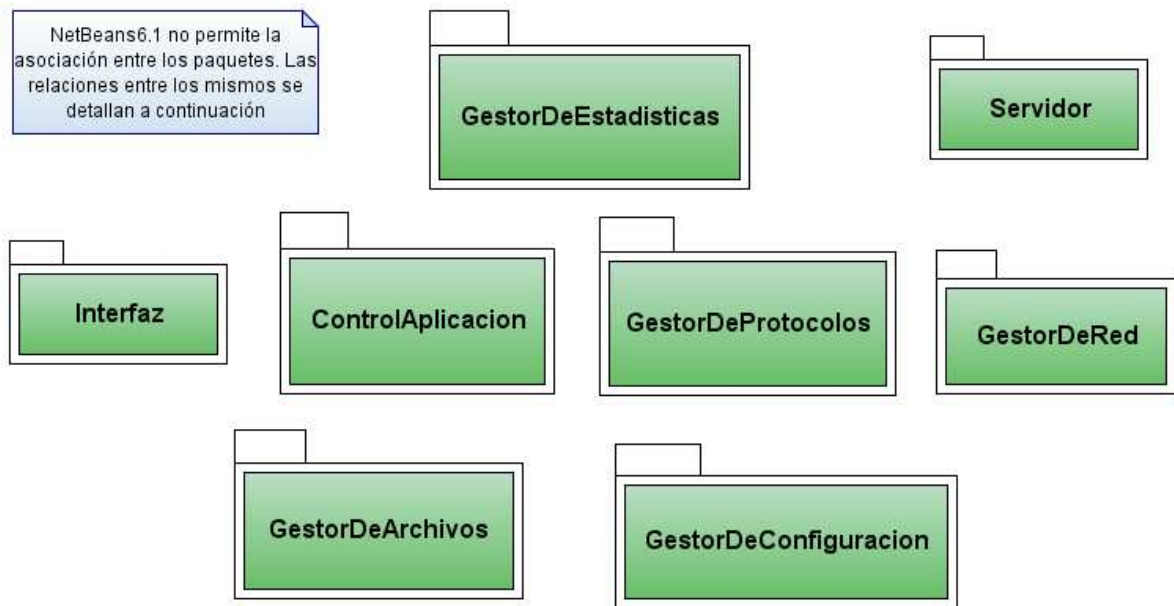 NetBeans6.1 no permite la
asociación entre los paquetes. Las
relaciones entre los mismos se
detallan a continuación
GestorDeEstadisticas
Servidor
Interfaz
ControlAplicacion
GestorDeProtocolos
GestorDeRed
GestorDeArchivos
GestorDeConfiguracion